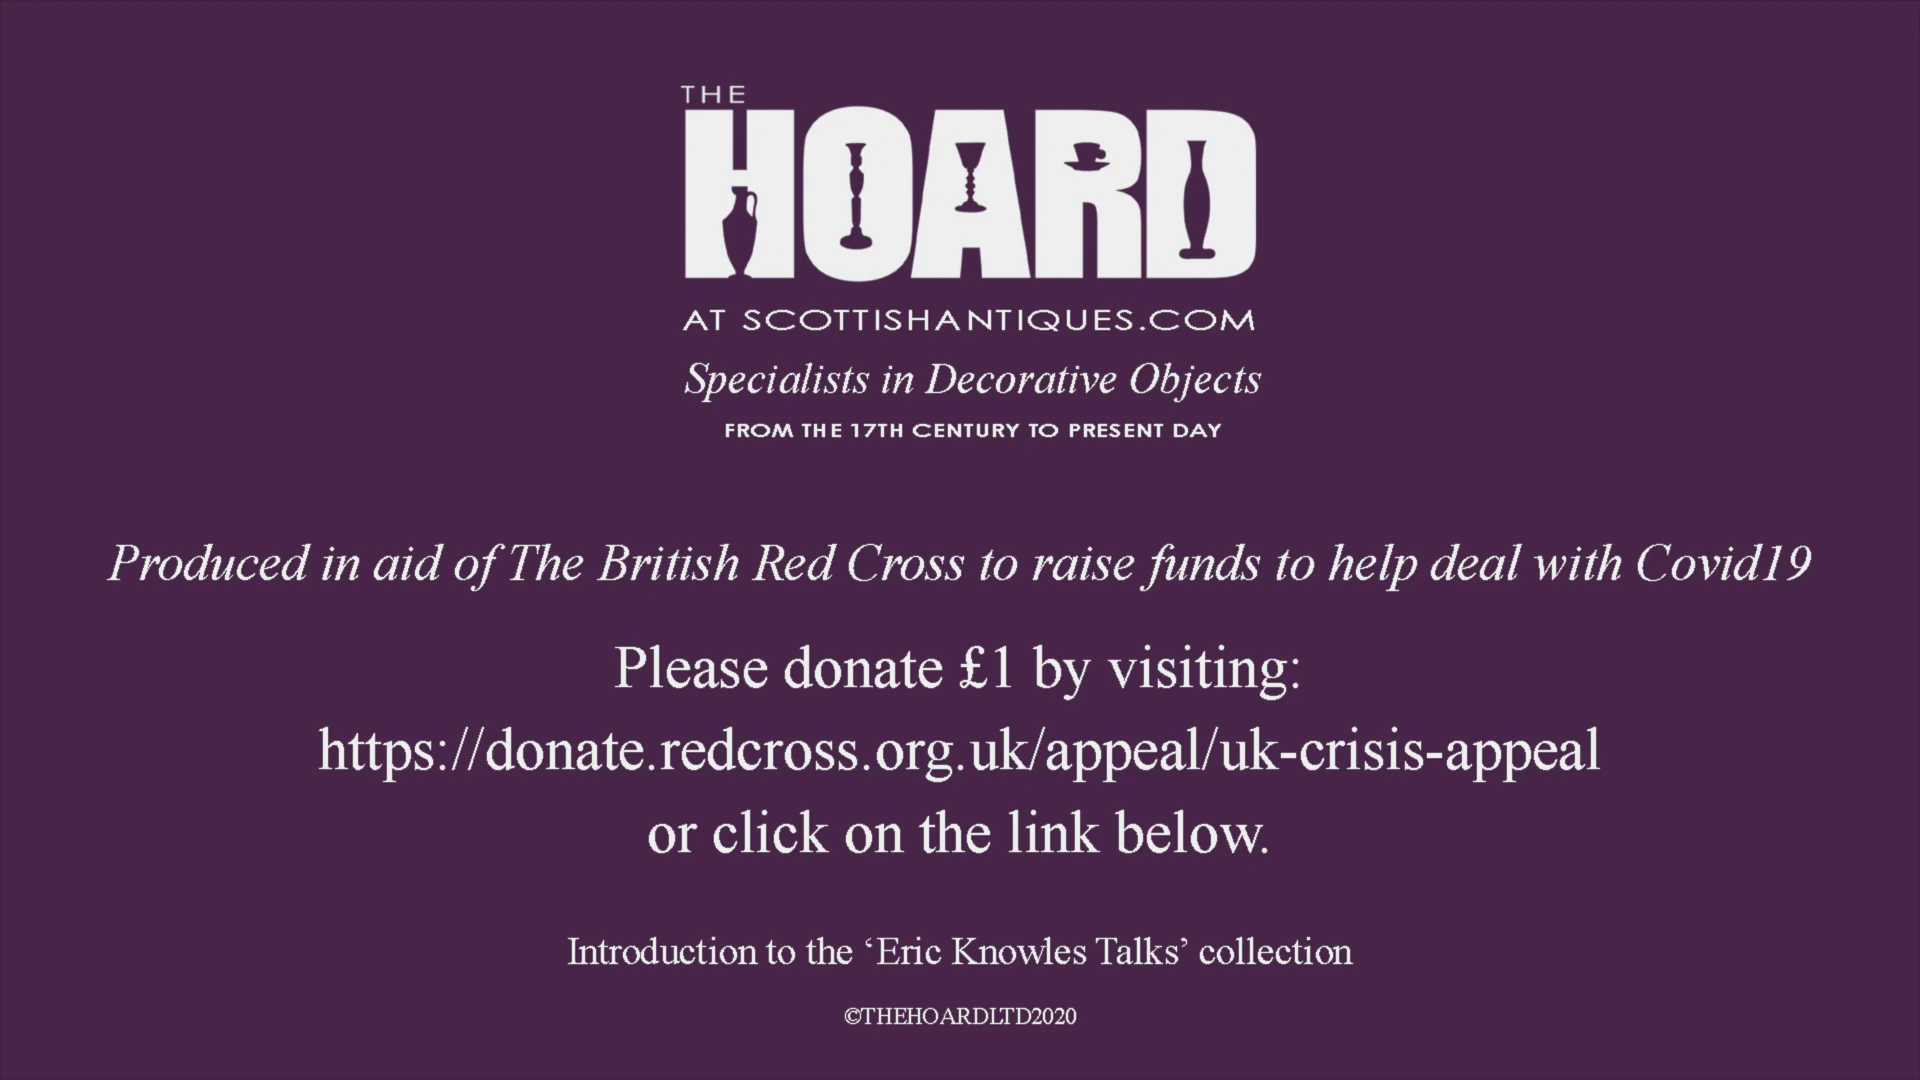 THE
HOARD
AT SCOTTISHANTIQUES.COM
Specialists in Decorative Objects
FROM THE 17TH CENTURY TO PRESENT DAY
Produced in aid of The British Red Cross to raise funds to help deal with Covid19
Please donate £1 by visiting:
https://donate.redcross.org.uk/appeal/uk-crisis-appeal
or click on the link below.
Introduction to the ‘Eric Knowles Talks’ collection
©THEHOARDLTD2020